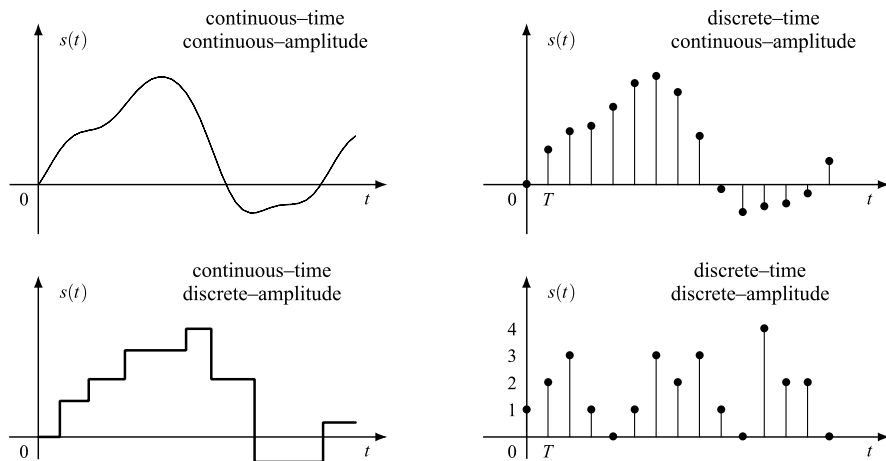 continuous–time
continuous–amplitude
s(t)
0
t
discrete–time
continuous–amplitude
s(t)
0
T
t
continuous–time
discrete–amplitude
s(t)
0
t
discrete–time
discrete–amplitude
s(t)
4
3
2
1
0
T
t